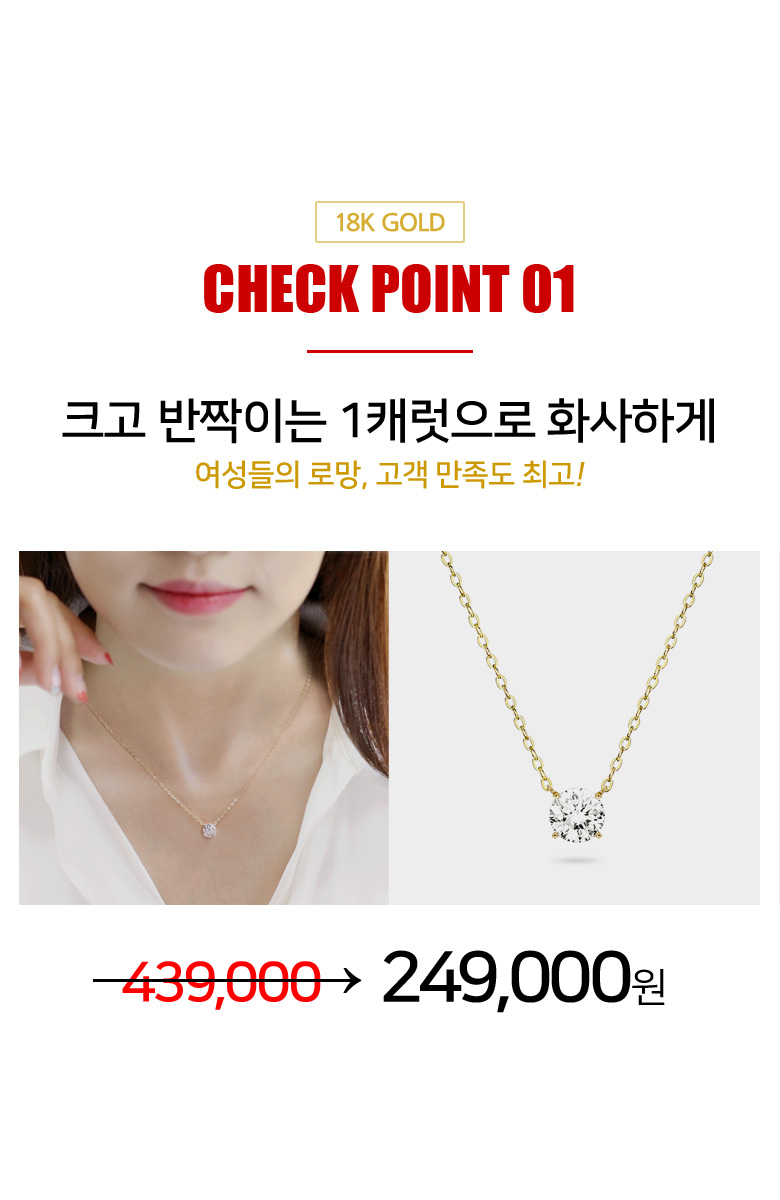 18K GOLD
CHECK POINT 01
크고 반짝이는 1캐럿으로 화사하게
여성들의 로망, 고객 만족도 최고!
439,000 → 249,000원